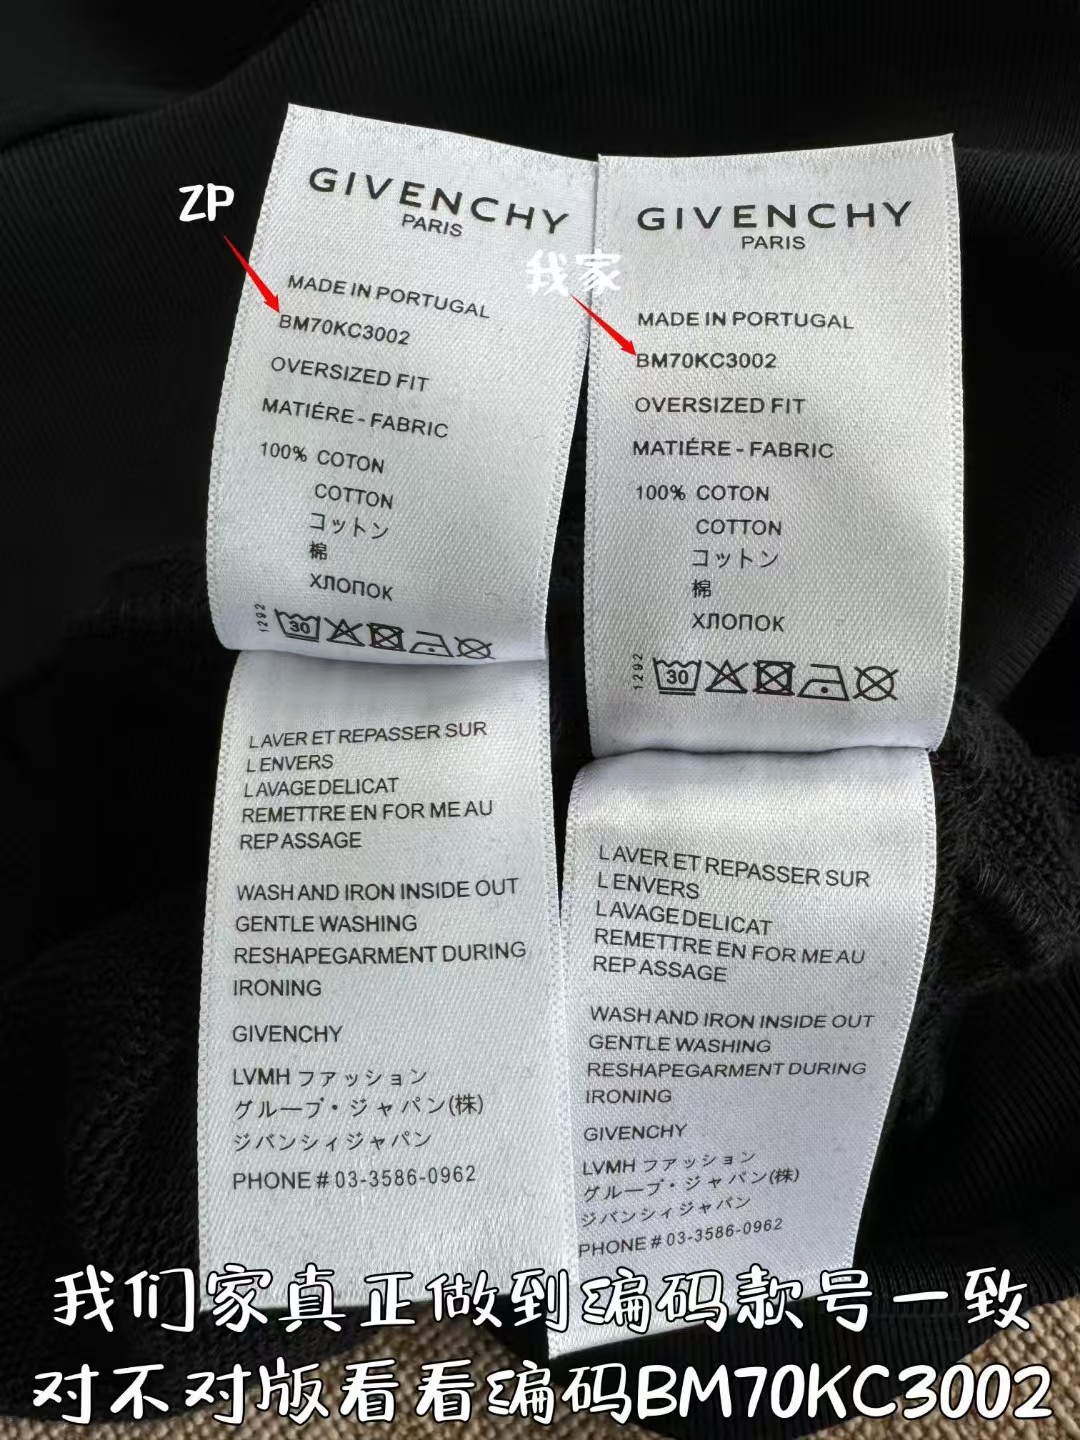 ZP
GIVENCHY
PARIS
MADE IN PORTUGAL
BM70KC3002
OVERSIZED FIT
MATIÉRE - FABRIC
100% COTON
COTTON
コットン
棉
ХЛОПОК
1292
30
LAVER ET REPASSER SUR
L ENVERS
LAVAGE DELICAT
REMETTRE EN FOR ME AU
REP ASSAGE
WASH AND IRON INSIDE OUT
GENTLE WASHING
RESHAPEGARMENT DURING
IRONING
GIVENCHY
LVMH ファッション
グループ・ジャパン(株)
ジバンシィジャパン
PHONE # 03-3586-0962
我家
GIVENCHY
PARIS
MADE IN PORTUGAL
BM70KC3002
OVERSIZED FIT
MATIÉRE - FABRIC
100% COTON
COTTON
コットン
棉
ХЛОПОК
1292
30
LAVER ET REPASSER SUR
L ENVERS
LAVAGE DELICAT
REMETTRE EN FOR ME AU
REP ASSAGE
WASH AND IRON INSIDE OUT
GENTLE WASHING
RESHAPEGARMENT DURING
IRONING
GIVENCHY
LVMH ファッション
グループ・ジャパン(株)
ジバンシィジャパン
PHONE # 03-3586-0962
我们家真正做到编码款号一致
对不对版看看编码BM70KC3002